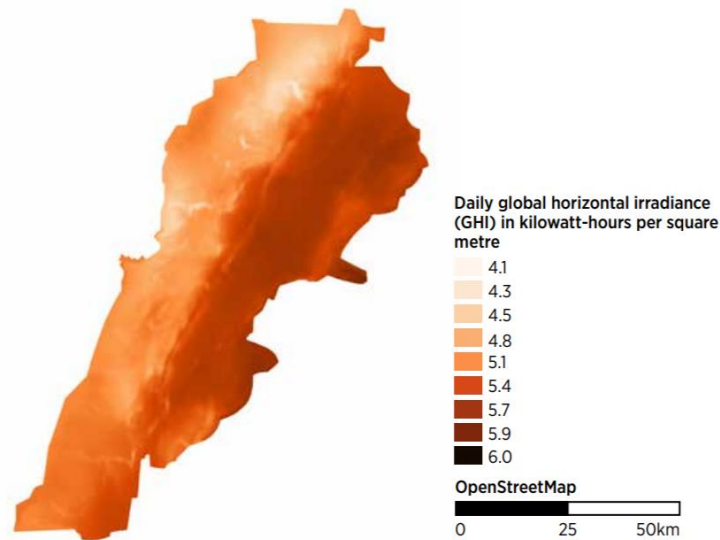 Daily global horizontal irradiance
(GHI) in kilowatt-hours per square
metre
4.1
4.3
4.5
4.8
5.1
5.4
5.7
5.9
6.0
OpenStreetMap
0 25 50km